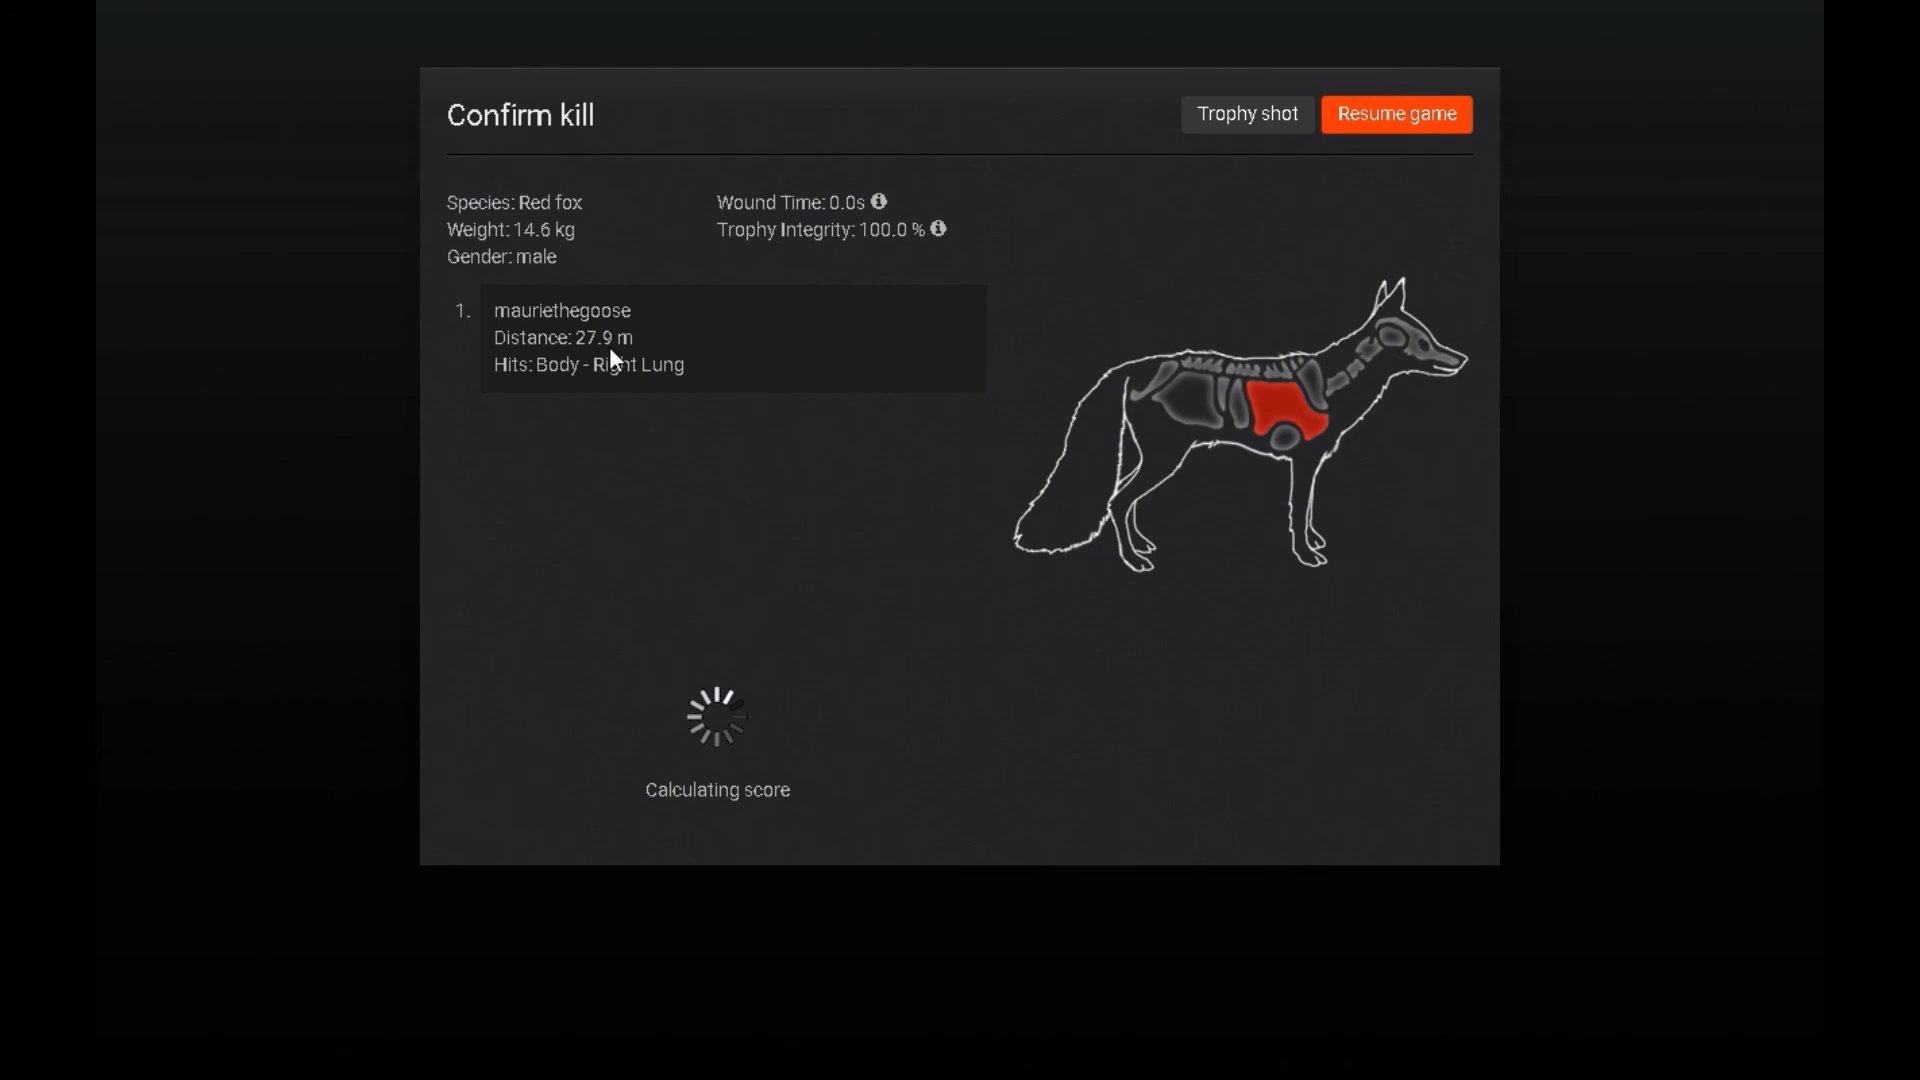 Confirm kill
Trophy shot
Resume game
Species: Red fox
Weight: 14.6 kg
Gender: male
Wound Time: 0.0s
Trophy Integrity: 100.0 %
1.
mauriethegoose
Distance: 27.9 m
Hits: Body - Right Lung
Calculating score